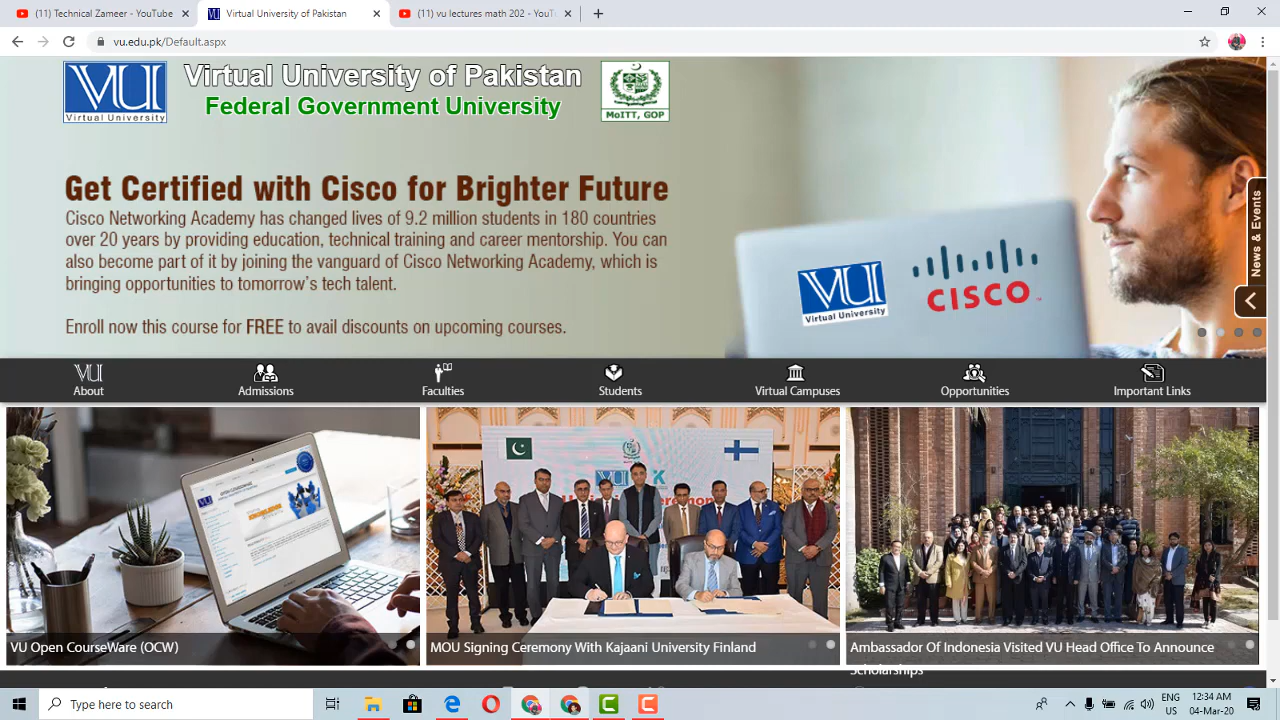 (11) Technical Zameer - YouTube
Virtual University of Pakistan
(11) vu lectures math 202 - YouT
vu.edu.pk/Default.aspx
VU
Virtual University
Virtual University of Pakistan
Federal Government University
MoITT, GOP
Get Certified with Cisco for Brighter Future
Cisco Networking Academy has changed lives of 9.2 million students in 180 countries
over 20 years by providing education, technical training and career mentorship. You can
also become part of it by joining the vanguard of Cisco Networking Academy, which is
bringing opportunities to tomorrow's tech talent.
Enroll now this course for FREE to avail discounts on upcoming courses.
VU
Virtual University
CISCO
News & Events
VU
About
Admissions
Faculties
Students
Virtual Campuses
Opportunities
Important Links
VU Open CourseWare (OCW)
MOU Signing Ceremony With Kajaani University Finland
Ambassador Of Indonesia Visited VU Head Office To Announce
Scholarships
Type here to search
ENG
US
12:34 AM
04-Mar-20